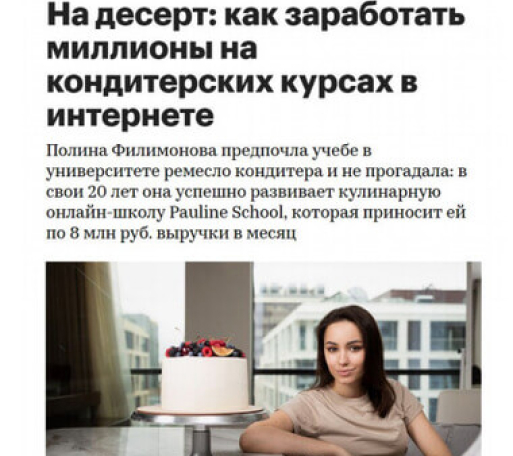 На десерт: как заработать
миллионы на
кондитерских курсах в
интернете
Полина Филимонова предпочла учебе в
университете ремесло кондитера и не прогадала: в
свои 20 лет она успешно развивает кулинарную
онлайн-школу Pauline School, которая приносит ей
по 8 млн руб. выручки в месяц